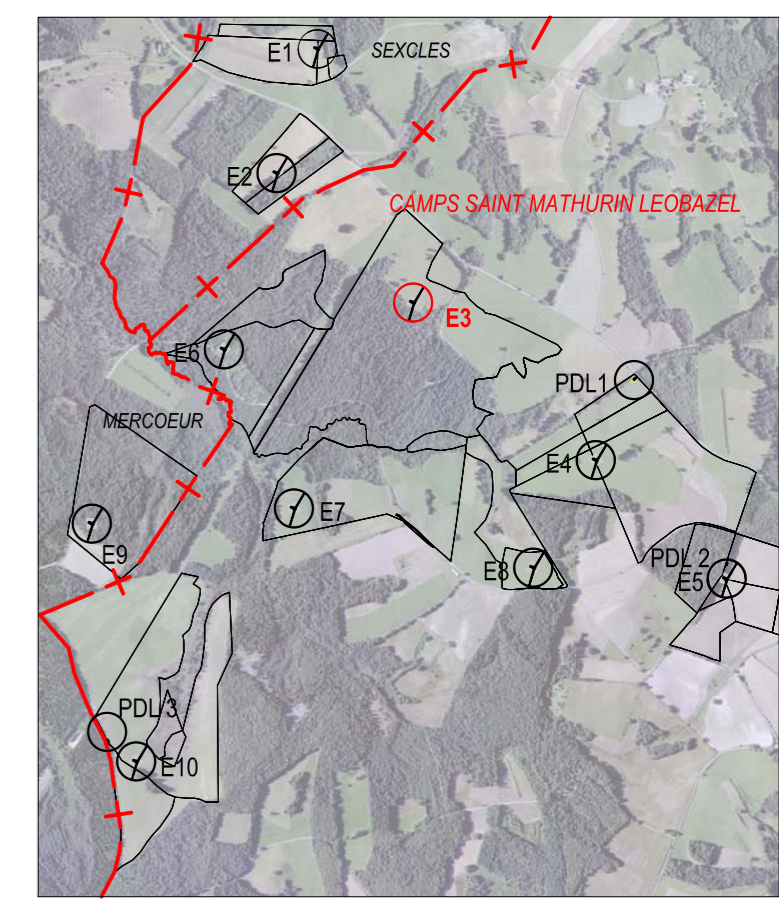 E1
SEXCLES
E2
CAMPS SAINT MATHURIN LEOBAZEL
E3
E6
PDL1
MERCOEUR
E4
E7
E9
PDL 2
E8
E5
PDL 3
E10